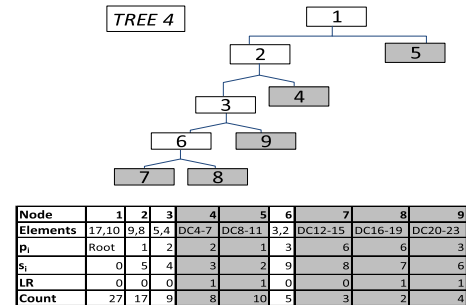 TREE 4
1
2
5
4
3
6
9
7
8
Node 1 2 3 4 5 6 7 8 9
Elements 17,10 9,8 5,4 DC4-7 DC8-11 3,2 DC12-15 DC16-19 DC20-23
pi Root 1 2 2 1 3 6 6 3
si 0 5 4 3 2 9 8 7 6
LR 0 0 0 1 1 0 0 1 1
Count 27 17 9 8 10 5 3 2 4